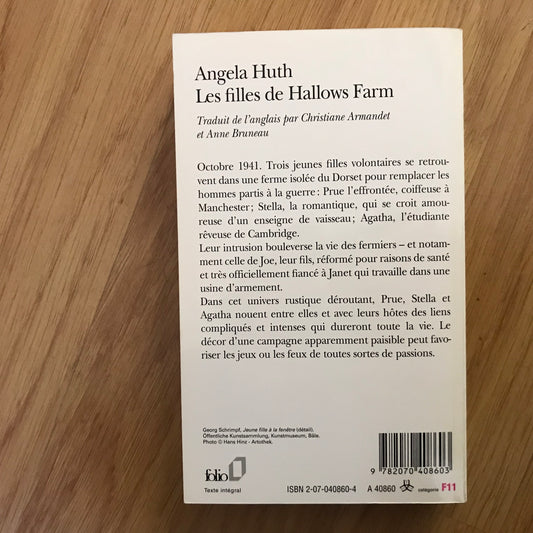 Angela Huth
Les filles de Hallows Farm
Traduit de l'anglais par Christiane Armandet
et Anne Bruneau
Octobre 1941. Trois jeunes filles volontaires se retrou-
vent dans une ferme isolée du Dorset pour remplacer les
hommes partis à la guerre : Prue l'effrontée, coiffeuse à
Manchester ; Stella, la romantique, qui se croit amou-
reuse d'un enseigne de vaisseau ; Agatha, l'étudiante
rêveuse de Cambridge.
Leur intrusion bouleverse la vie des fermiers – et notam-
ment celle de Joe, leur fils, réformé pour raisons de santé
et très officiellement fiancé à Janet qui travaille dans une
usine d'armement.
Dans cet univers rustique déroutant, Prue, Stella et
Agatha nouent entre elles et avec leurs hôtes des liens
compliqués et intenses qui dureront toute la vie. Le
décor d'une campagne apparemment paisible peut favo-
riser les jeux ou les feux de toutes sortes de passions.
Georg Schrimpf, Jeune fille à la fenêtre (détail).
Öffentliche Kunstsammlung, Kunstmuseum, Bâle.
Photo © Hans Hinz - Artothek.
folio
Texte intégral
9 782070 408603
ISBN 2-07-040860-4 A 40860 catégorie F11